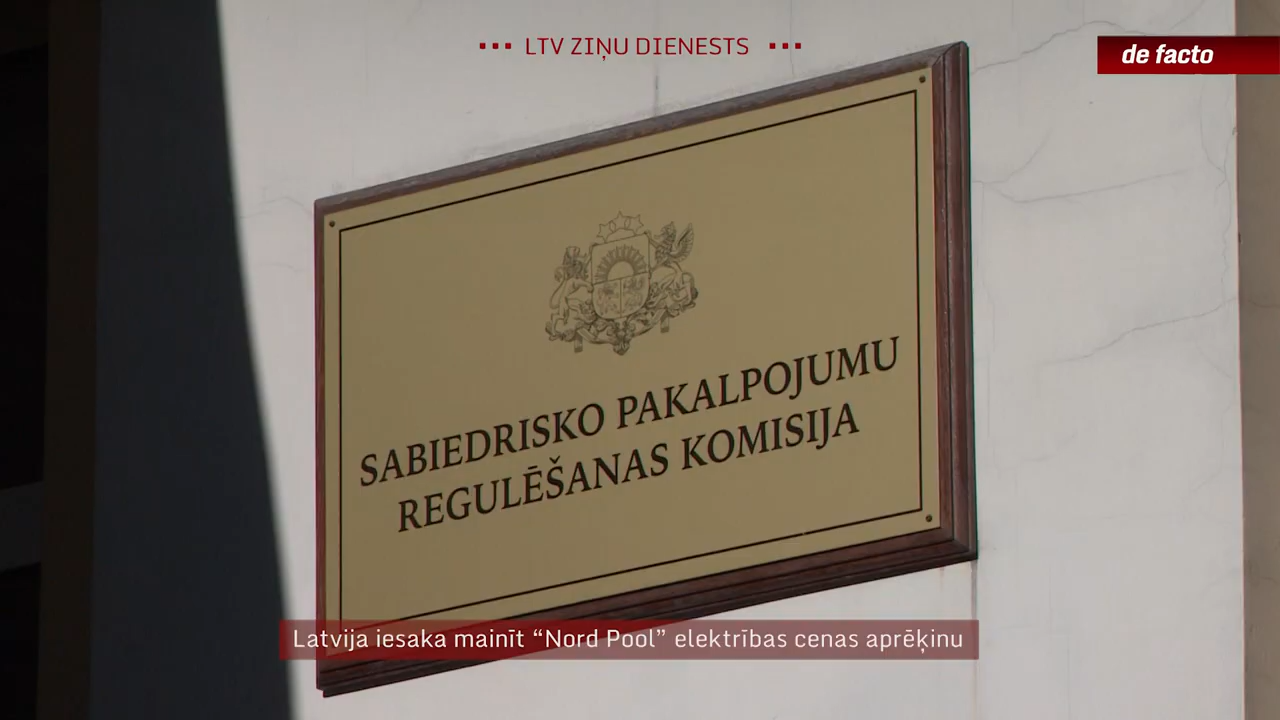 LTV ZIŅU DIENESTS
de facto
SABIEDRISKO PAKALPOJUMU
REGULĒŠANAS KOMISIJA
Latvija iesaka mainīt “Nord Pool” elektrības cenas aprēķinu